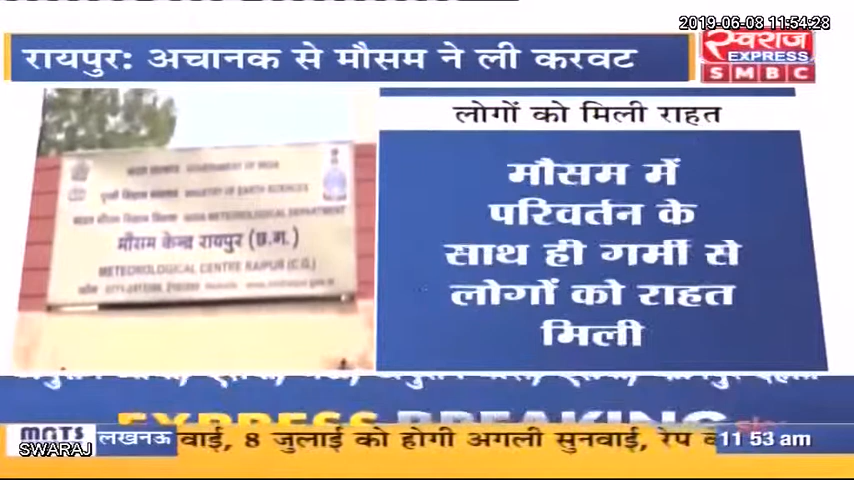 2019-06-08 11:54:28
रायपुर: अचानक से मौसम ने ली करवट
स्वराज
EXPRESS
SMBC
लोगों को मिली राहत
मौसम में
परिवर्तन के
साथ ही गर्मी से
लोगों को राहत
मिली
GOVERNMENT OF INDIA
MINISTRY OF EARTH SCIENCES
INDIA METEOROLOGICAL DEPARTMENT
मौसम केन्द्र रायपुर (छ.ग.)
METEOROLOGICAL CENTRE RAIPUR (C.G.)
EXPRESS BREAKING
MATS
SWARAJ
लखनऊ
वाई, 8 जुलाई को होगी अगली सुनवाई, रेप
11 53 am